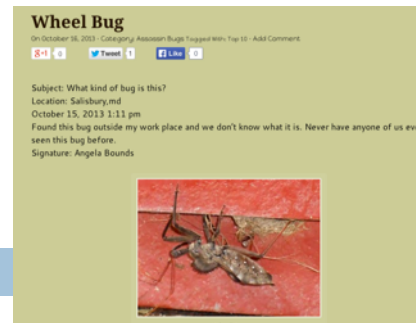 Wheel Bug
On October 16, 2013 · Category: Assassin Bugs Tagged With: Top 10 · Add Comment
g+1 0 Tweet 1 Like 0
Subject: What kind of bug is this?
Location: Salisbury,md
October 15, 2013 1:11 pm
Found this bug outside my work place and we don't know what it is. Never have anyone of us
seen this bug before.
Signature: Angela Bounds